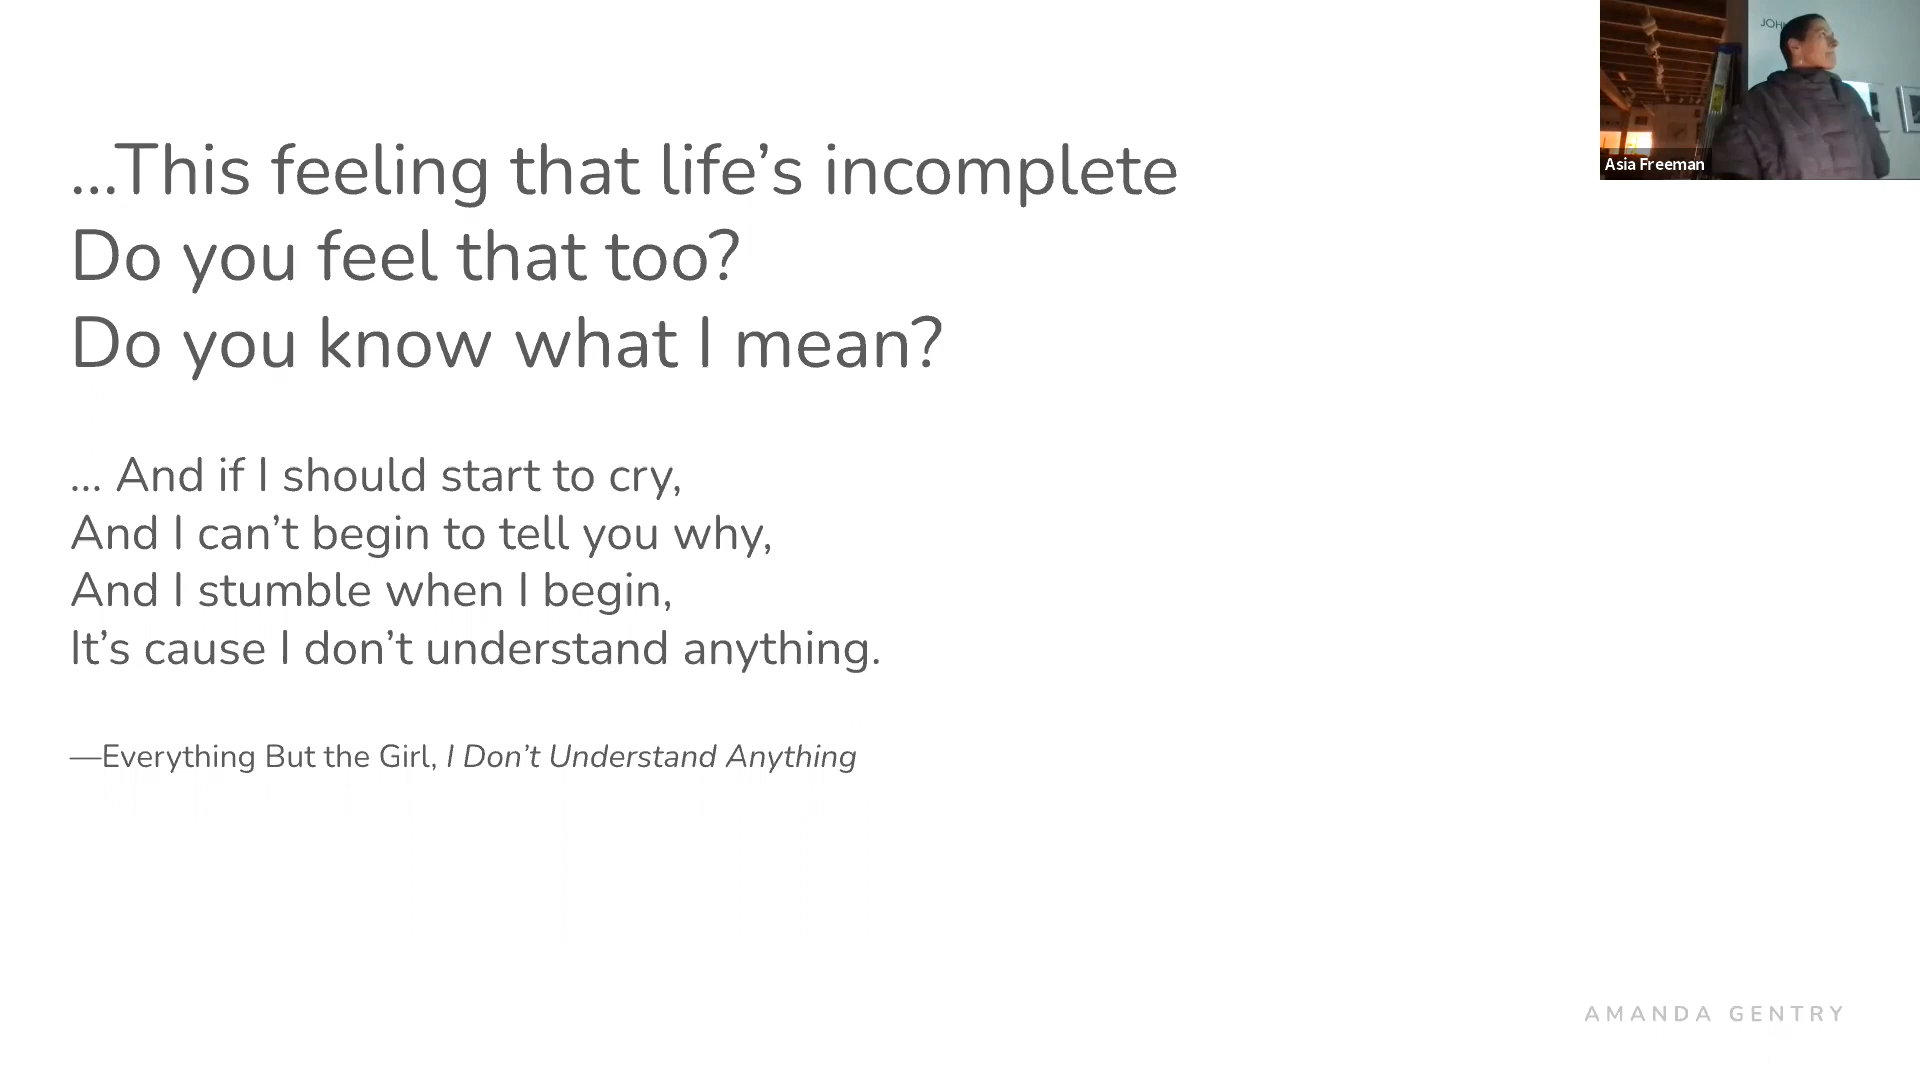 …This feeling that life’s incomplete
Do you feel that too?
Do you know what I mean?
… And if I should start to cry,
And I can’t begin to tell you why,
And I stumble when I begin,
It’s cause I don’t understand anything.
—Everything But the Girl, I Don’t Understand Anything
JOH
Asia Freeman
AMANDA GENTRY